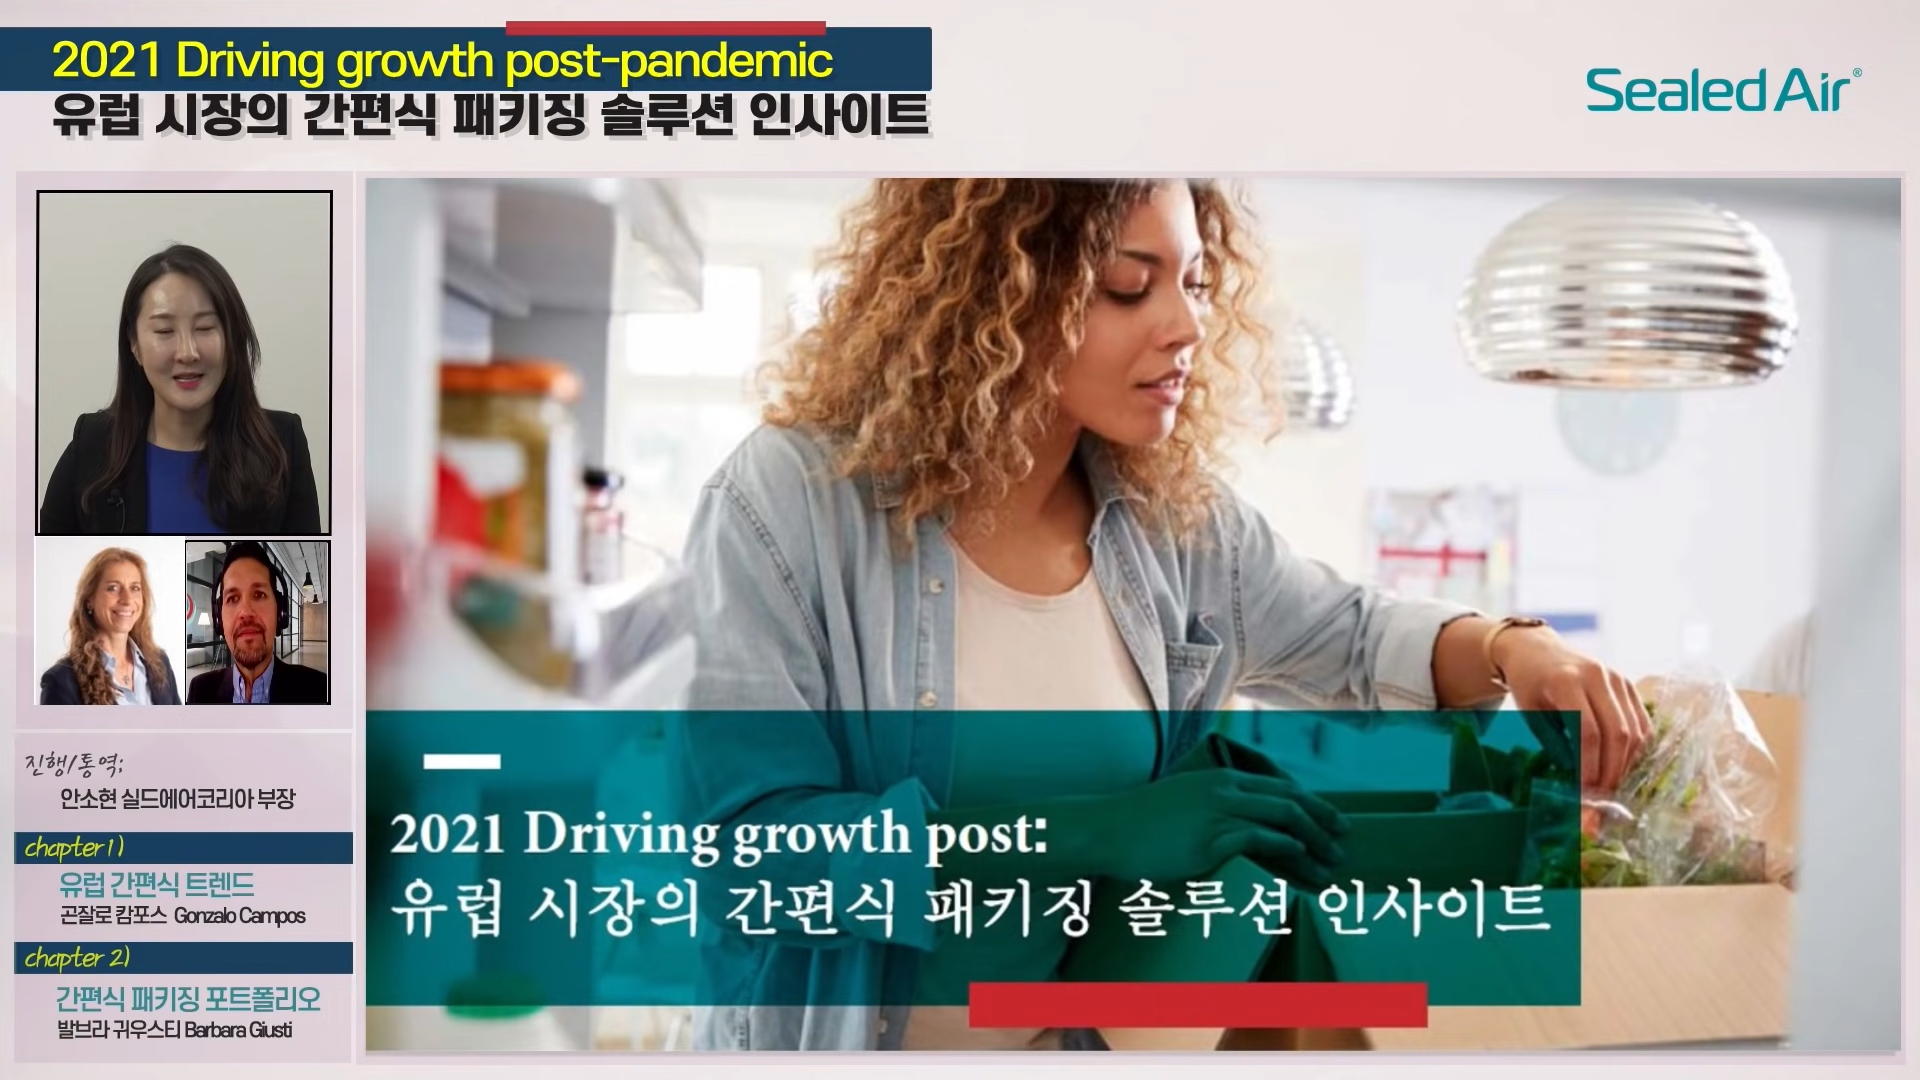 2021 Driving growth post-pandemic
유럽 시장의 간편식 패키징 솔루션 인사이트
Sealed Air®
진행/통역;
안소현 실드에어코리아 부장
chapter 1)
유럽 간편식 트렌드
곤잘로 캄포스 Gonzalo Campos
chapter 2)
간편식 패키징 포트폴리오
발브라 귀우스티 Barbara Giusti
2021 Driving growth post:
유럽 시장의 간편식 패키징 솔루션 인사이트